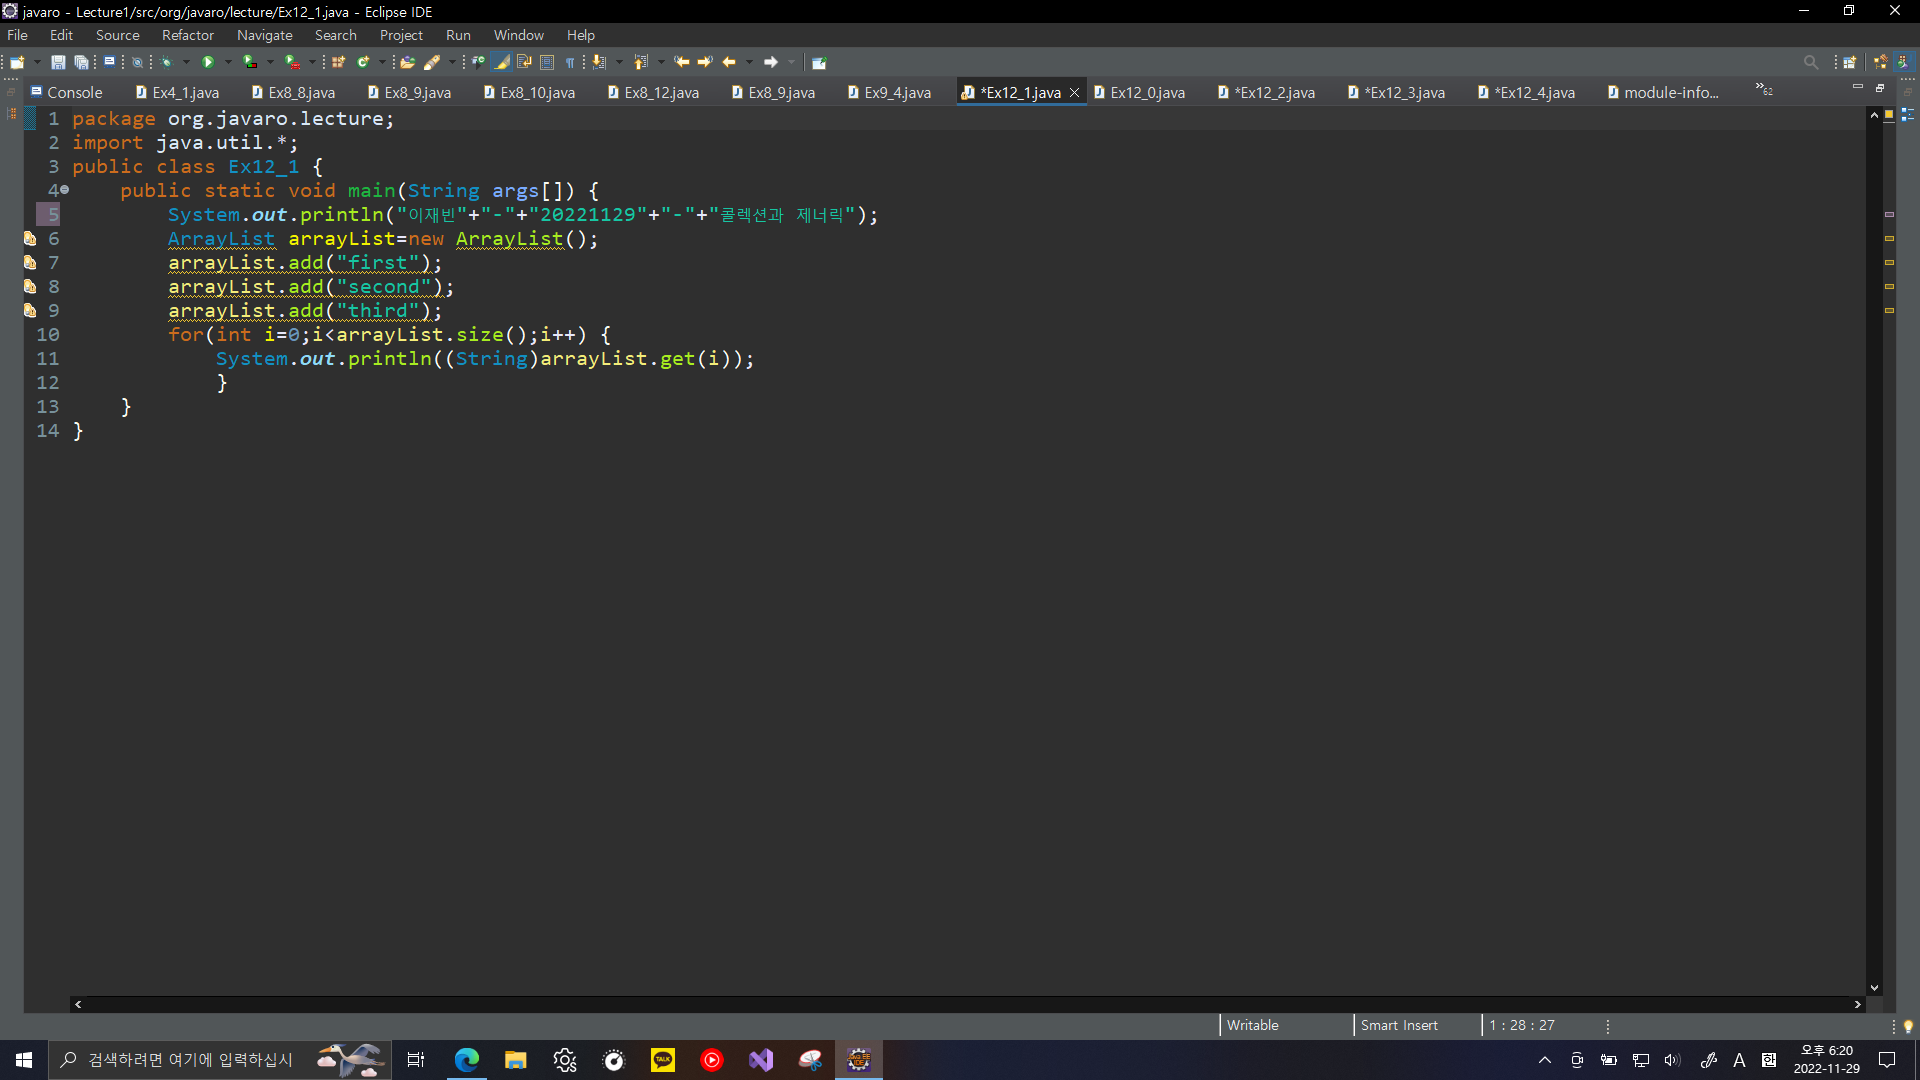 javaro - Lecture1/src/org/javaro/lecture/Ex12_1.java - Eclipse IDE
File Edit Source Refactor Navigate Search Project Run Window Help
Console Ex4_1.java Ex8_8.java Ex8_9.java Ex8_10.java Ex8_12.java Ex8_9.java Ex9_4.java *Ex12_1.java Ex12_0.java *Ex12_2.java *Ex12_3.java *Ex12_4.java module-info... »62
1 package org.javaro.lecture;
2 import java.util.*;
3 public class Ex12_1 {
4 public static void main(String args[]) {
5 System.out.println("이재빈"+"-"+"20221129"+"-"+"콜렉션과 제너릭");
6 ArrayList arrayList=new ArrayList();
7 arrayList.add("first");
8 arrayList.add("second");
9 arrayList.add("third");
10 for(int i=0;i<arrayList.size();i++) {
11 System.out.println((String)arrayList.get(i));
12 }
13 }
14 }
Writable Smart Insert 1 : 28 : 27
검색하려면 여기에 입력하십시
TALK
A
오후 6:20
2022-11-29